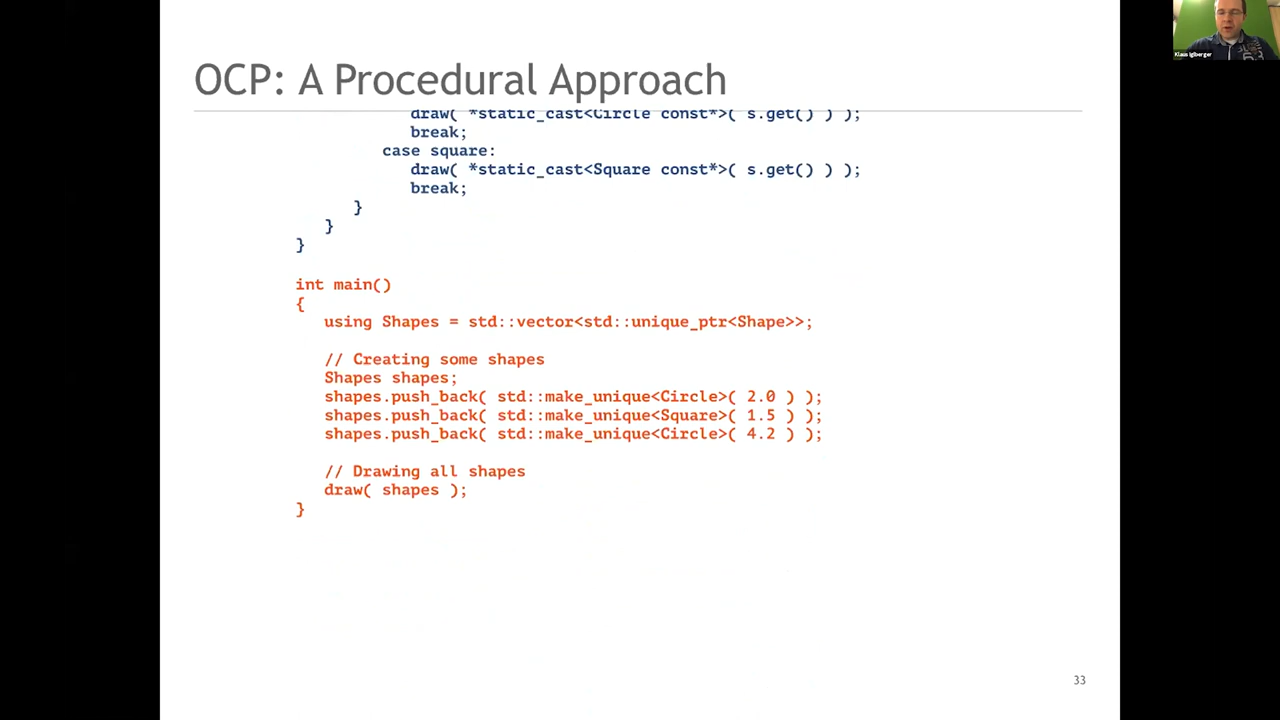 Klaus Iglberger
OCP: A Procedural Approach
draw( *static_cast<Circle const*>( s.get() ) );
break;
case square:
draw( *static_cast<Square const*>( s.get() ) );
break;
}
}
}
int main()
{
using Shapes = std::vector<std::unique_ptr<Shape>>;
// Creating some shapes
Shapes shapes;
shapes.push_back( std::make_unique<Circle>( 2.0 ) );
shapes.push_back( std::make_unique<Square>( 1.5 ) );
shapes.push_back( std::make_unique<Circle>( 4.2 ) );
// Drawing all shapes
draw( shapes );
}
33